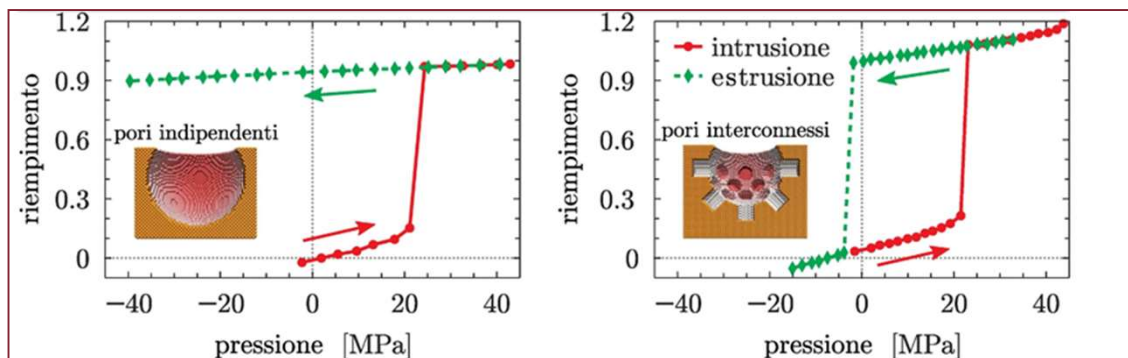 1.2
0.9
0.6
0.3
0
riempimento
pori indipendenti
−40 −20 0 20 40
pressione [MPa]
1.2
0.9
0.6
0.3
0
riempimento
intrusione
estrusione
pori interconnessi
−40 −20 0 20 40
pressione [MPa]